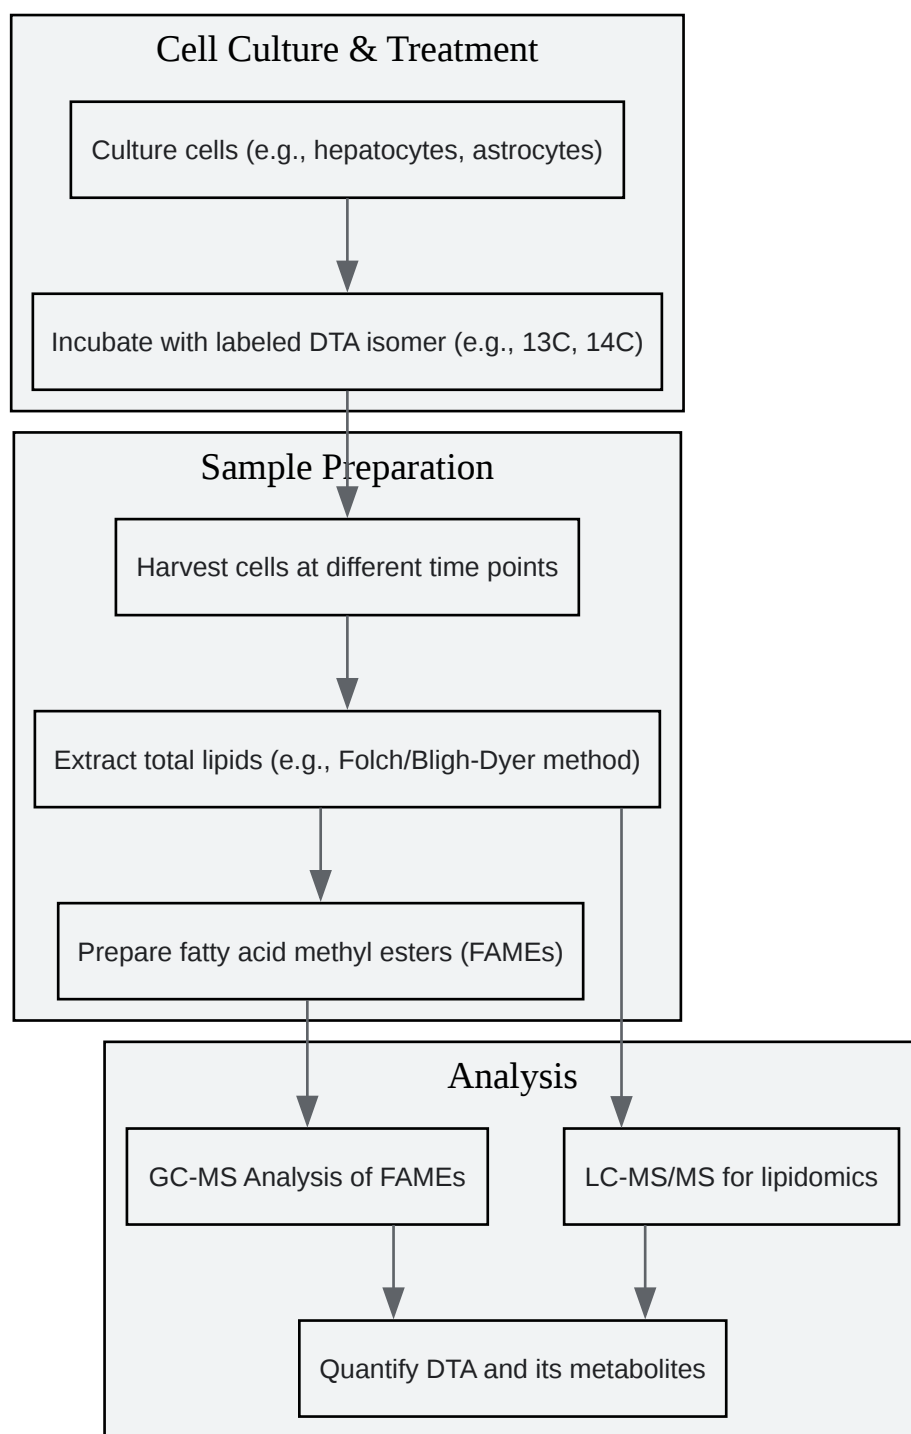 Cell Culture & Treatment
Culture cells (e.g., hepatocytes, astrocytes)
Incubate with labeled DTA isomer (e.g., 13C, 14C)
Sample Preparation
Harvest cells at different time points
Extract total lipids (e.g., Folch/Bligh-Dyer method)
Prepare fatty acid methyl esters (FAMEs)
Analysis
GC-MS Analysis of FAMEs
LC-MS/MS for lipidomics
Quantify DTA and its metabolites